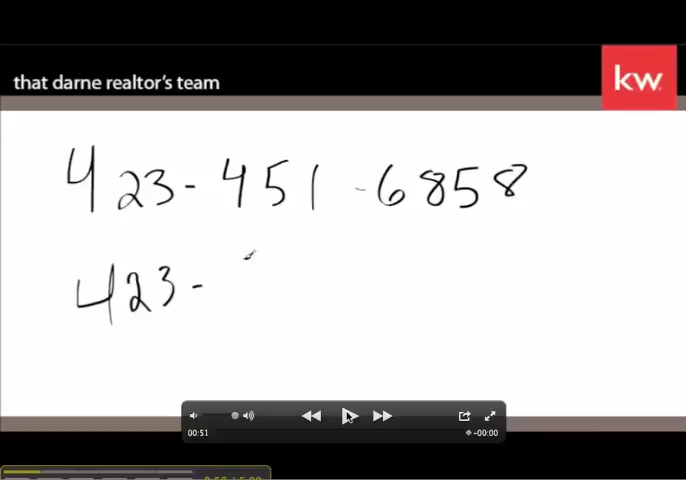 that darne realtor's team
kw
423-451-6858
423-
00:51
-00:00